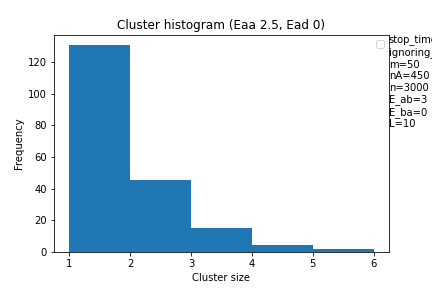 Cluster histogram (Eaa 2.5, Ead 0)
stop_time
ignoring_
m=50
nA=450
n=3000
E_ab=3
E_ba=0
L=10
120
100
80
60
40
20
0
Frequency
1 2 3 4 5 6
Cluster size